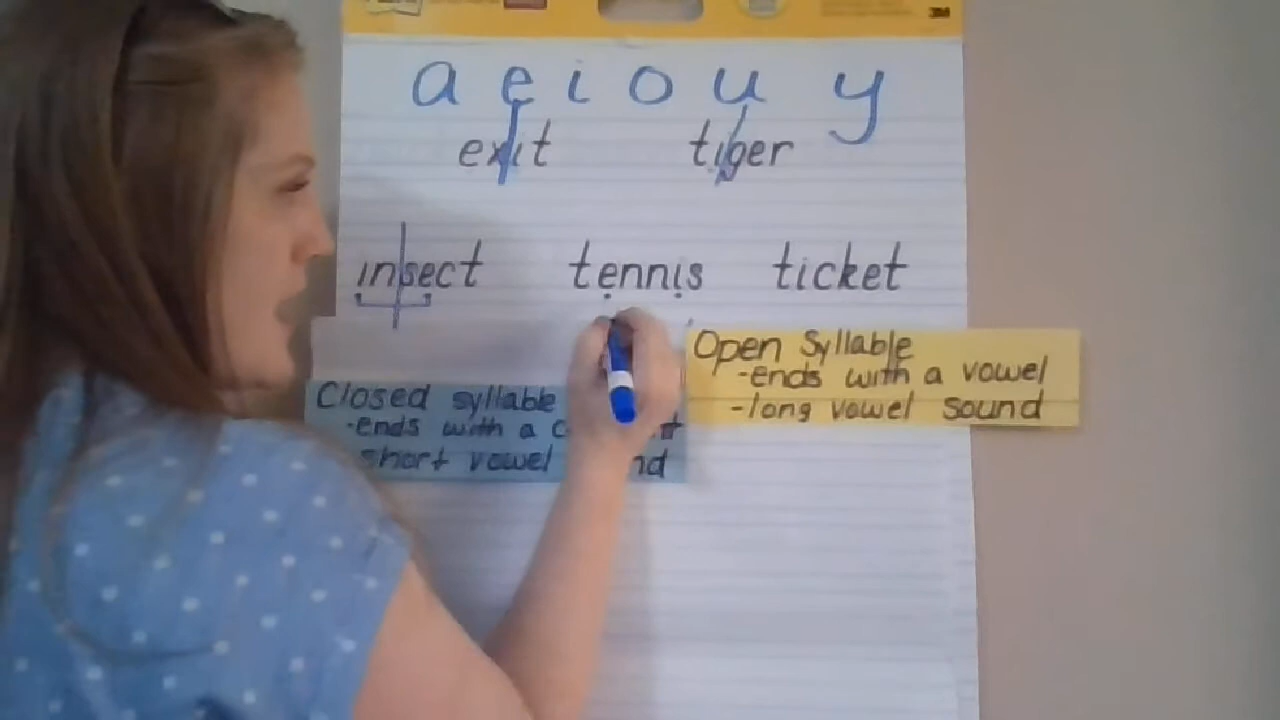 3M
a e i o u y
exit tiger
insect tennis ticket
Open Syllable
-ends with a vowel
-long vowel sound
Closed syllable
-ends with a
short vowel